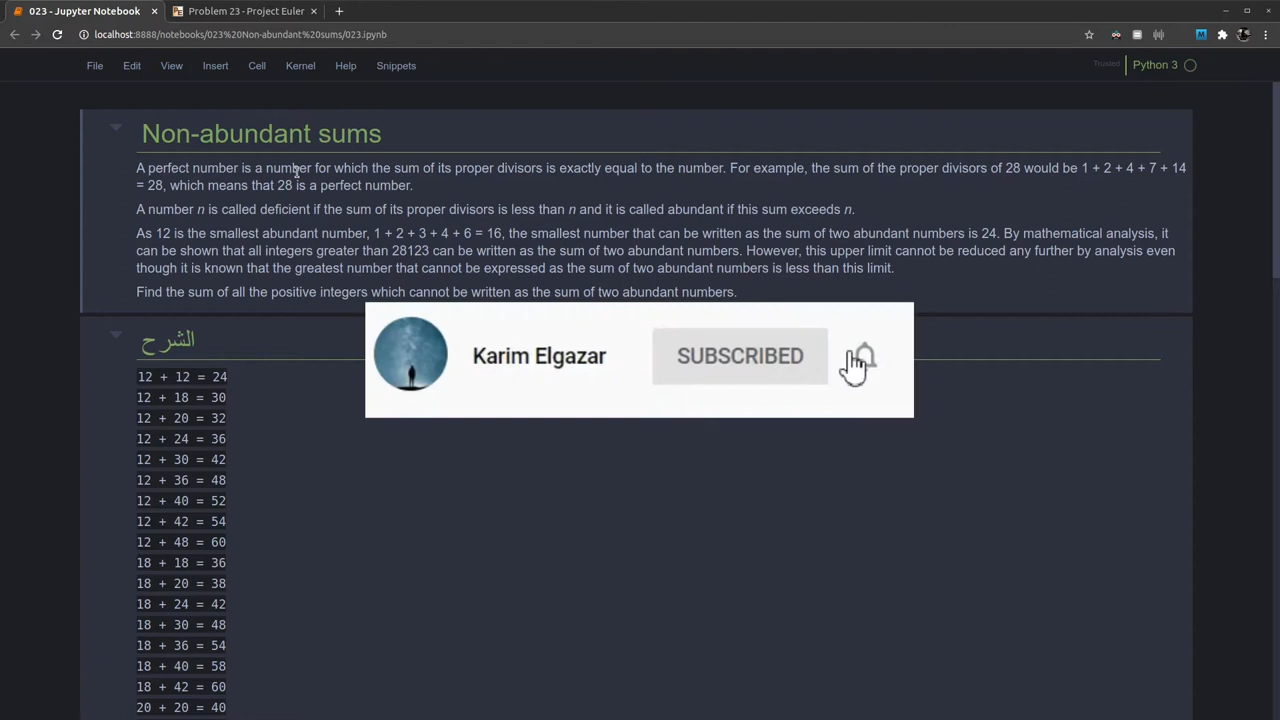 023 - Jupyter Notebook
Problem 23 - Project Euler
localhost:8888/notebooks/023%20Non-abundant%20sums/023.ipynb
File Edit View Insert Cell Kernel Help Snippets
Trusted
Python 3
Non-abundant sums
A perfect number is a number for which the sum of its proper divisors is exactly equal to the number. For example, the sum of the proper divisors of 28 would be 1 + 2 + 4 + 7 + 14
= 28, which means that 28 is a perfect number.
A number n is called deficient if the sum of its proper divisors is less than n and it is called abundant if this sum exceeds n.
As 12 is the smallest abundant number, 1 + 2 + 3 + 4 + 6 = 16, the smallest number that can be written as the sum of two abundant numbers is 24. By mathematical analysis, it
can be shown that all integers greater than 28123 can be written as the sum of two abundant numbers. However, this upper limit cannot be reduced any further by analysis even
though it is known that the greatest number that cannot be expressed as the sum of two abundant numbers is less than this limit.
Find the sum of all the positive integers which cannot be written as the sum of two abundant numbers.
الشرح
Karim Elgazar
SUBSCRIBED
12 + 12 = 24
12 + 18 = 30
12 + 20 = 32
12 + 24 = 36
12 + 30 = 42
12 + 36 = 48
12 + 40 = 52
12 + 42 = 54
12 + 48 = 60
18 + 18 = 36
18 + 20 = 38
18 + 24 = 42
18 + 30 = 48
18 + 36 = 54
18 + 40 = 58
18 + 42 = 60
20 + 20 = 40